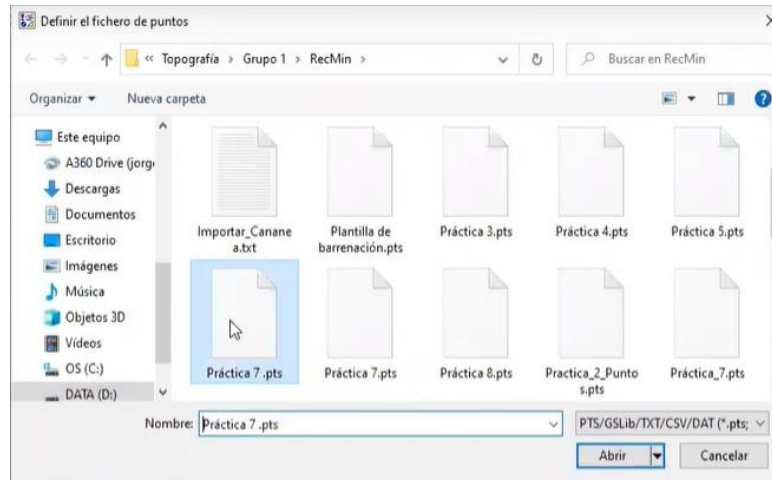 Definir el fichero de puntos
« Topografía › Grupo 1 › RecMin ›
Buscar en RecMin
Organizar
Nueva carpeta
Este equipo
A360 Drive (jorg
Descargas
Documentos
Escritorio
Imágenes
Música
Objetos 3D
Vídeos
OS (C:)
DATA (D:)
Importar_Canane
a.txt
Plantilla de
barrenación.pts
Práctica 3.pts
Práctica 4.pts
Práctica 5.pts
Práctica 7 .pts
Práctica 7.pts
Práctica 8.pts
Practica_2_Punto
s.pts
Práctica_7.pts
Nombre: Práctica 7 .pts
PTS/GSLib/TXT/CSV/DAT (*.pts;
Abrir
Cancelar